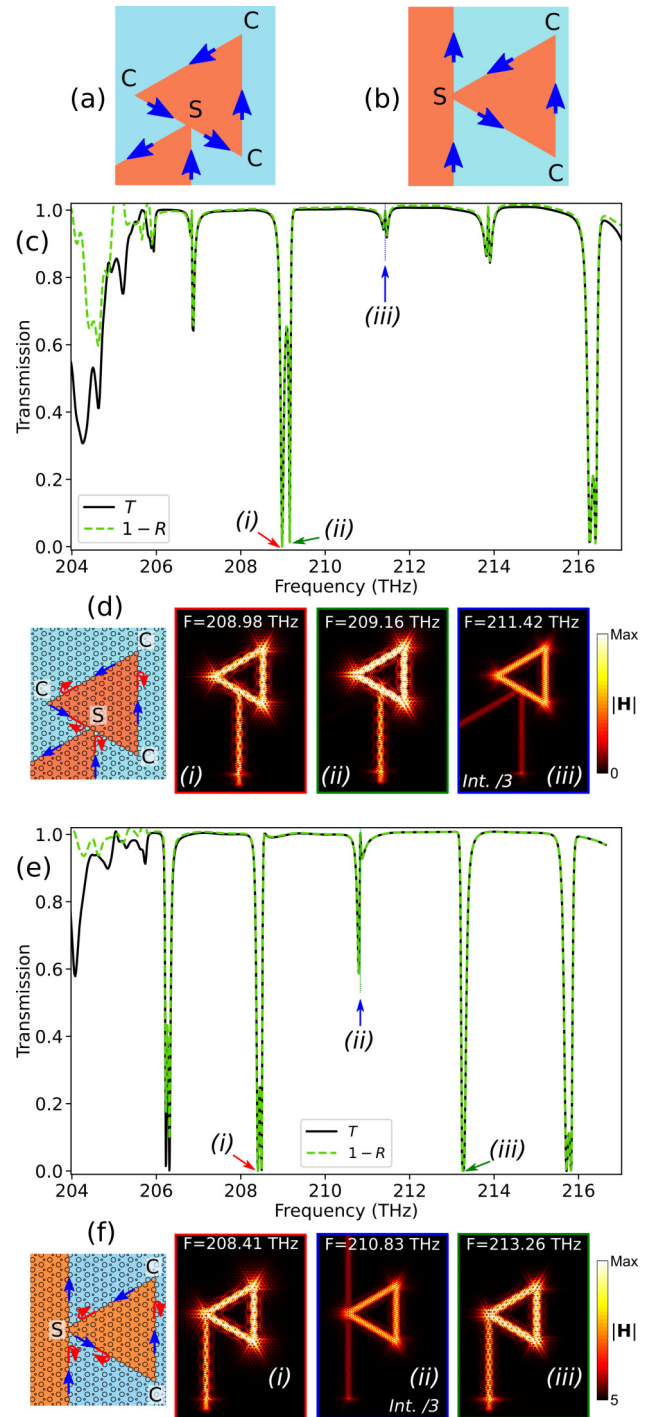 C
C
(a)
S
C
C
(b)
S
C
(c)
1.0
0.8
0.6
0.4
0.2
0.0
Transmission
(iii)
(i)
(ii)
T
1 − R
204 206 208 210 212 214 216
Frequency (THz)
(d)
C
C
S
C
F=208.98 THz
(i)
F=209.16 THz
(ii)
F=211.42 THz
Int. /3
(iii)
Max
|H|
0
(e)
1.0
0.8
0.6
0.4
0.2
0.0
Transmission
(ii)
(i)
(iii)
T
1 − R
204 206 208 210 212 214 216
Frequency (THz)
(f)
C
S
C
F=208.41 THz
(i)
F=210.83 THz
(ii)
Int. /3
F=213.26 THz
(iii)
Max
|H|
5